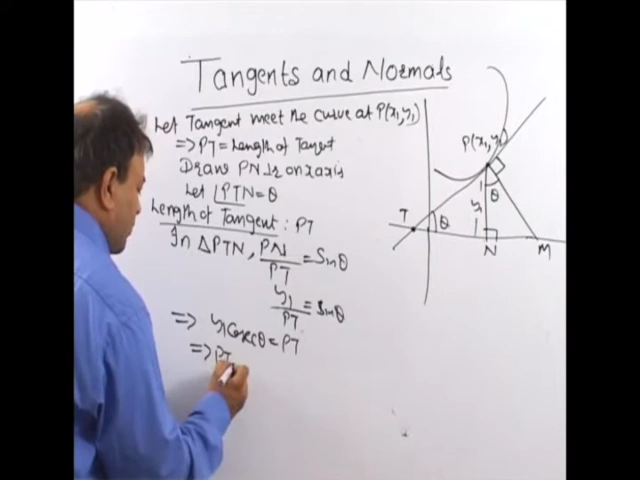 Tangents and Normals
Let Tangent meet the curve at P(x₁,y₁)
⇒ PT = Length of Tangent
Draw PN ⊥r on x axis
Let ∠PTN = θ
Length of Tangent : PT
In ΔPTN, PN/PT = Sinθ
y₁/PT = Sinθ
⇒ y₁ Cosecθ = PT
⇒ PT
P(x₁,y₁)
θ
y₁
T
θ
N
M